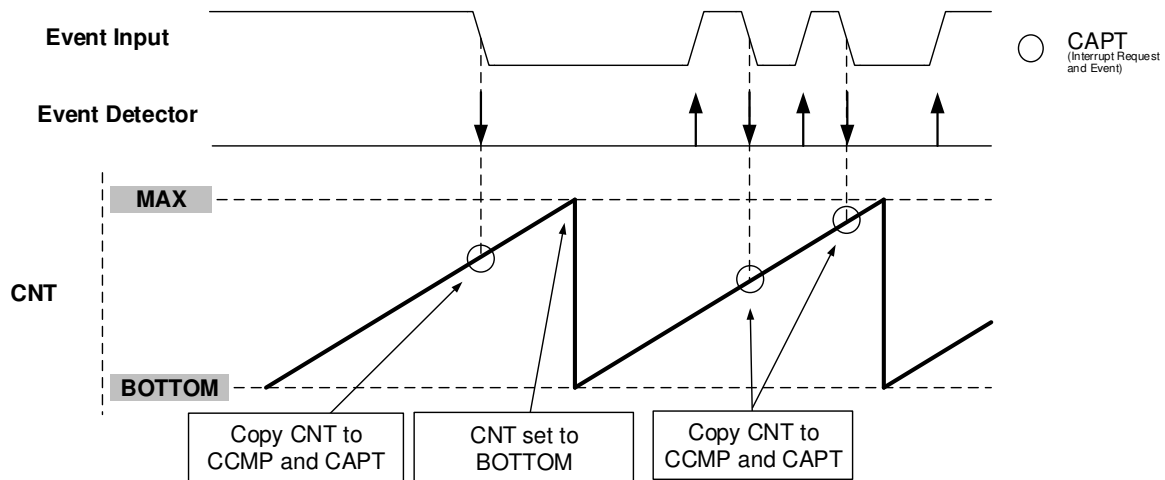 Event Input
CAPT
(Interrupt Request
and Event)
Event Detector
MAX
CNT
BOTTOM
Copy CNT to
CCMP and CAPT
CNT set to
BOTTOM
Copy CNT to
CCMP and CAPT